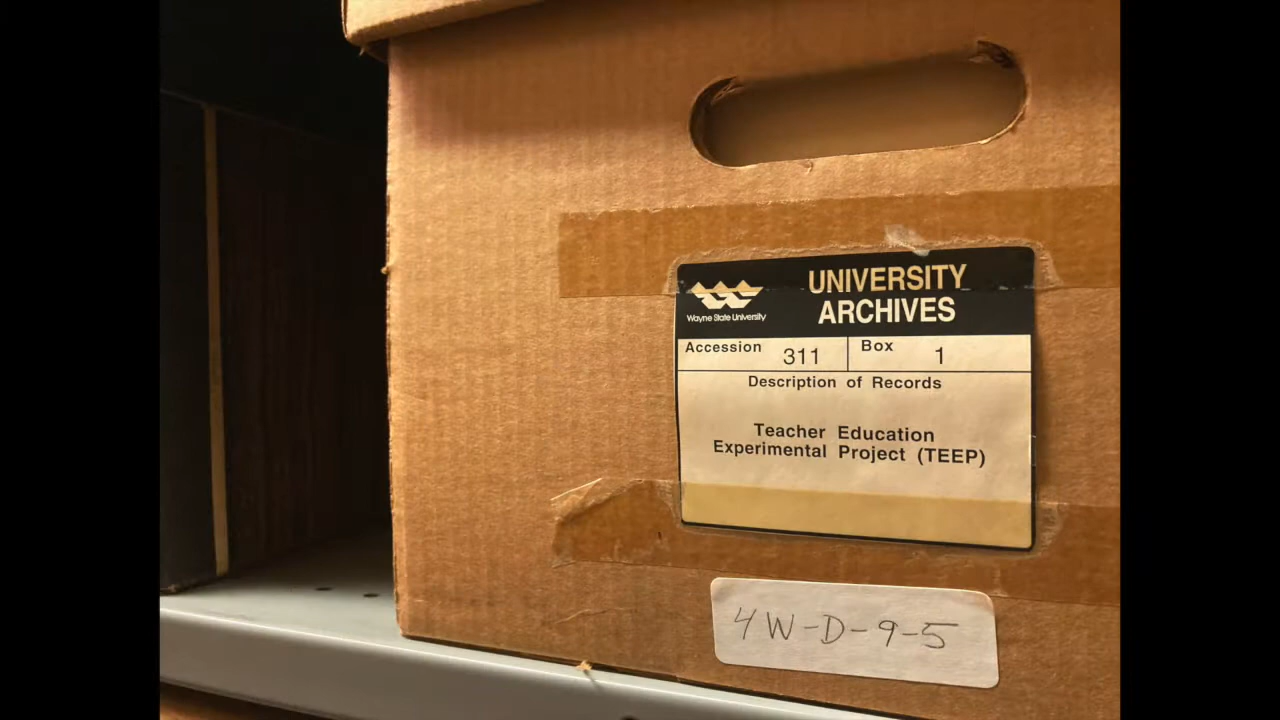 UNIVERSITY
ARCHIVES
Wayne State University
Accession 311 Box 1
Description of Records
Teacher Education
Experimental Project (TEEP)
4W-D-9-5